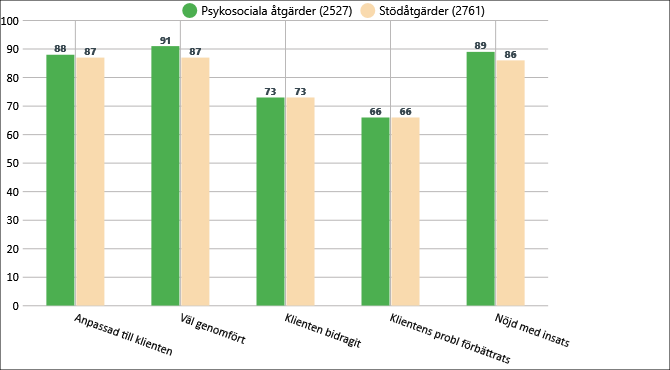 Psykosociala åtgärder (2527) Stödåtgärder (2761)
100
90
80
70
60
50
40
30
20
10
0
88 87 91 87 73 73 66 66 89 86
Anpassad till klienten
Väl genomfört
Klienten bidragit
Klientens probl förbättrats
Nöjd med insats